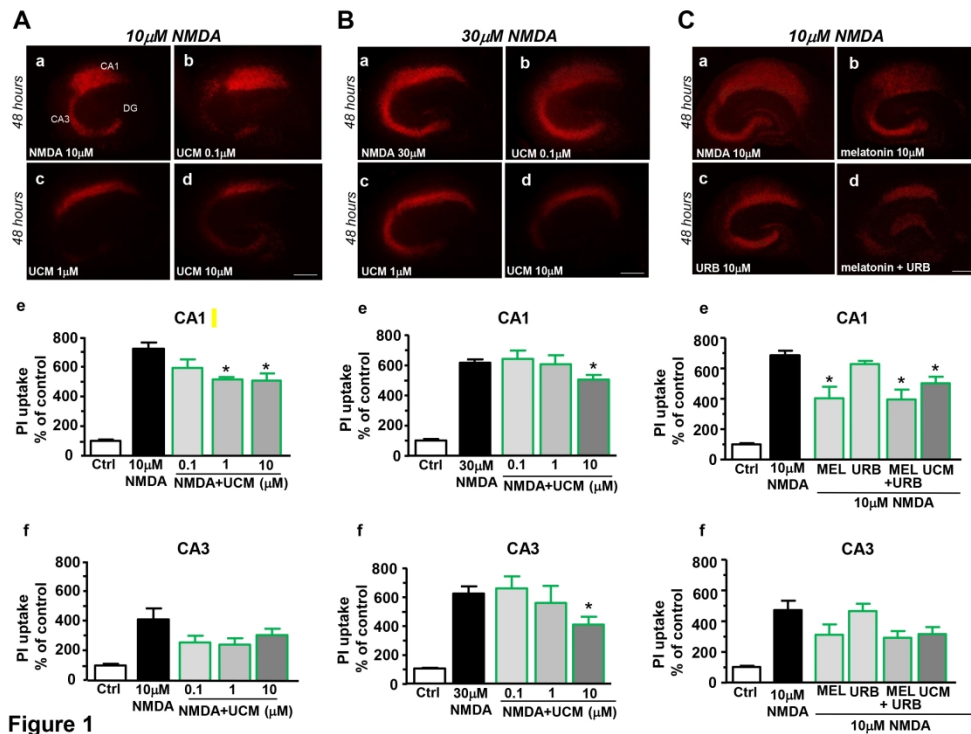 A
10µM NMDA
48 hours
a
CA1
CA3
DG
NMDA 10µM
b
UCM 0.1µM
48 hours
c
UCM 1µM
d
UCM 10µM
e
CA1
PI uptake
% of control
800
600
400
200
0
Ctrl
10µM
NMDA
0.1 1 10
NMDA+UCM (µM)
f
CA3
PI uptake
% of control
800
600
400
200
0
Ctrl
10µM
NMDA
0.1 1 10
NMDA+UCM (µM)
B
30µM NMDA
48 hours
a
NMDA 30µM
b
UCM 0.1µM
48 hours
c
UCM 1µM
d
UCM 10µM
e
CA1
PI uptake
% of control
800
600
400
200
0
* 
Ctrl
30µM
NMDA
0.1 1 10
NMDA+UCM (µM)
f
CA3
PI uptake
% of control
800
600
400
200
0
*
Ctrl
30µM
NMDA
0.1 1 10
NMDA+UCM (µM)
C
10µM NMDA
48 hours
a
NMDA 10µM
b
melatonin 10µM
48 hours
c
URB 10µM
d
melatonin + URB
e
CA1
PI uptake
% of control
800
600
400
200
0
* * *
Ctrl
10µM
NMDA
MEL URB MEL UCM
+URB
10µM NMDA
f
CA3
PI uptake
% of control
800
600
400
200
0
Ctrl
10µM
NMDA
MEL URB MEL UCM
+ URB
10µM NMDA
Figure 1